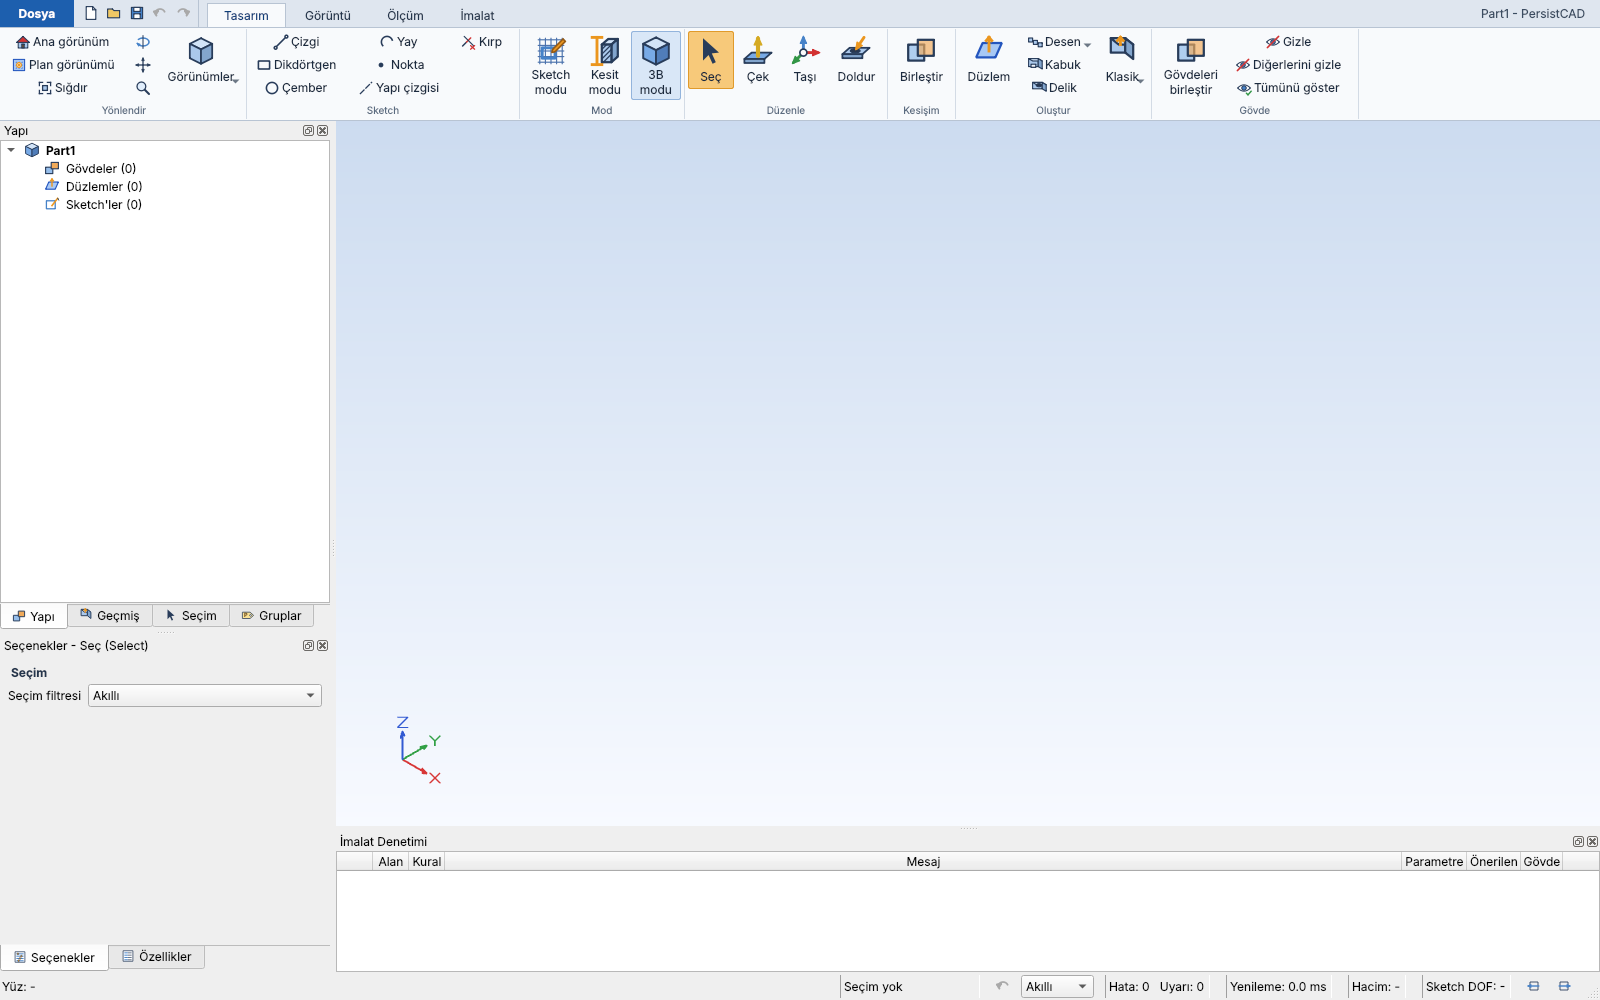 Dosya
Tasarım
Görüntü
Ölçüm
İmalat
Part1 - PersistCAD
Ana görünüm
Plan görünümü
Sığdır
Görünümler
Yönlendir
Çizgi
Dikdörtgen
Çember
Yay
Nokta
Yapı çizgisi
Kırp
Sketch
Sketch
modu
Kesit
modu
3B
modu
Mod
Seç
Çek
Taşı
Doldur
Düzenle
Birleştir
Kesişim
Düzlem
Desen
Kabuk
Delik
Klasik
Oluştur
Gövdeleri
birleştir
Gizle
Diğerlerini gizle
Tümünü göster
Gövde
Yapı
Part1
Gövdeler (0)
Düzlemler (0)
Sketch'ler (0)
Yapı
Geçmiş
Seçim
Gruplar
Seçenekler - Seç (Select)
Seçim
Seçim filtresi
Akıllı
Seçenekler
Özellikler
Z
Y
X
İmalat Denetimi
Alan
Kural
Mesaj
Parametre
Önerilen
Gövde
Yüz: -
Seçim yok
Akıllı
Hata: 0
Uyarı: 0
Yenileme: 0.0 ms
Hacim: -
Sketch DOF: -